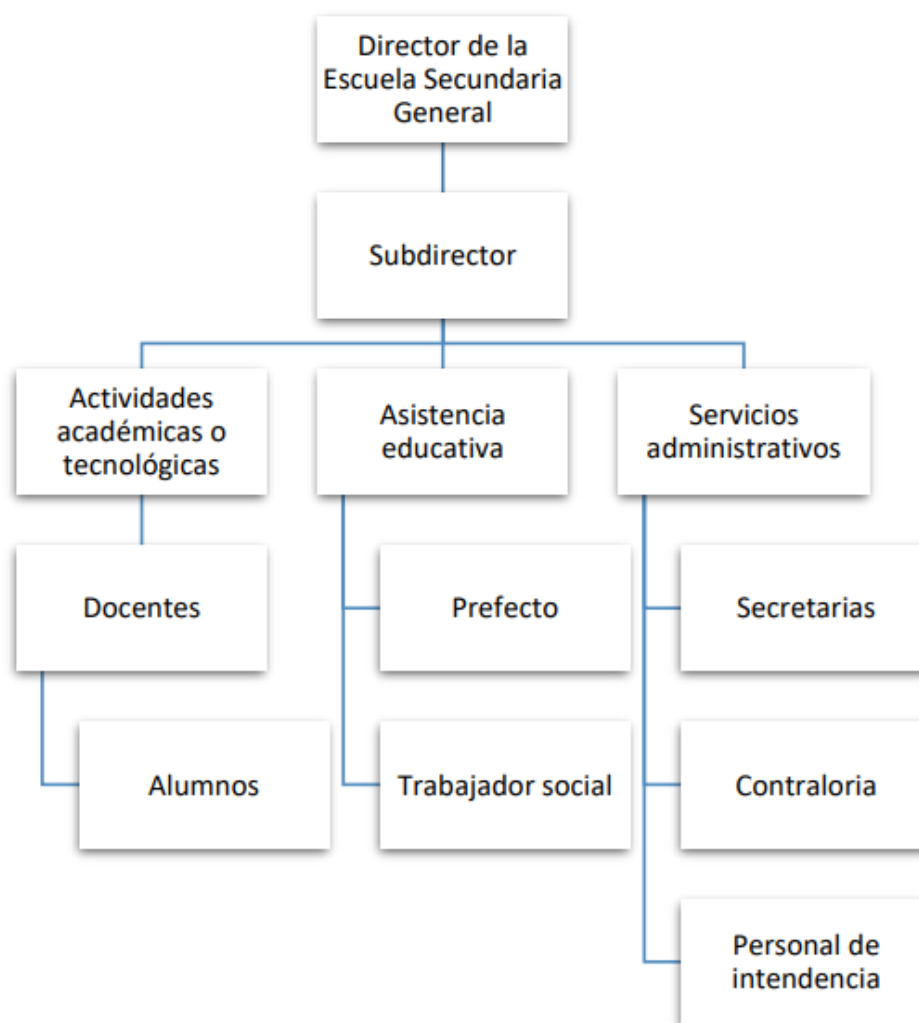 Director de la
Escuela Secundaria
General
Subdirector
Actividades
académicas o
tecnológicas
Asistencia
educativa
Servicios
administrativos
Docentes
Prefecto
Secretarias
Alumnos
Trabajador social
Contraloria
Personal de
intendencia